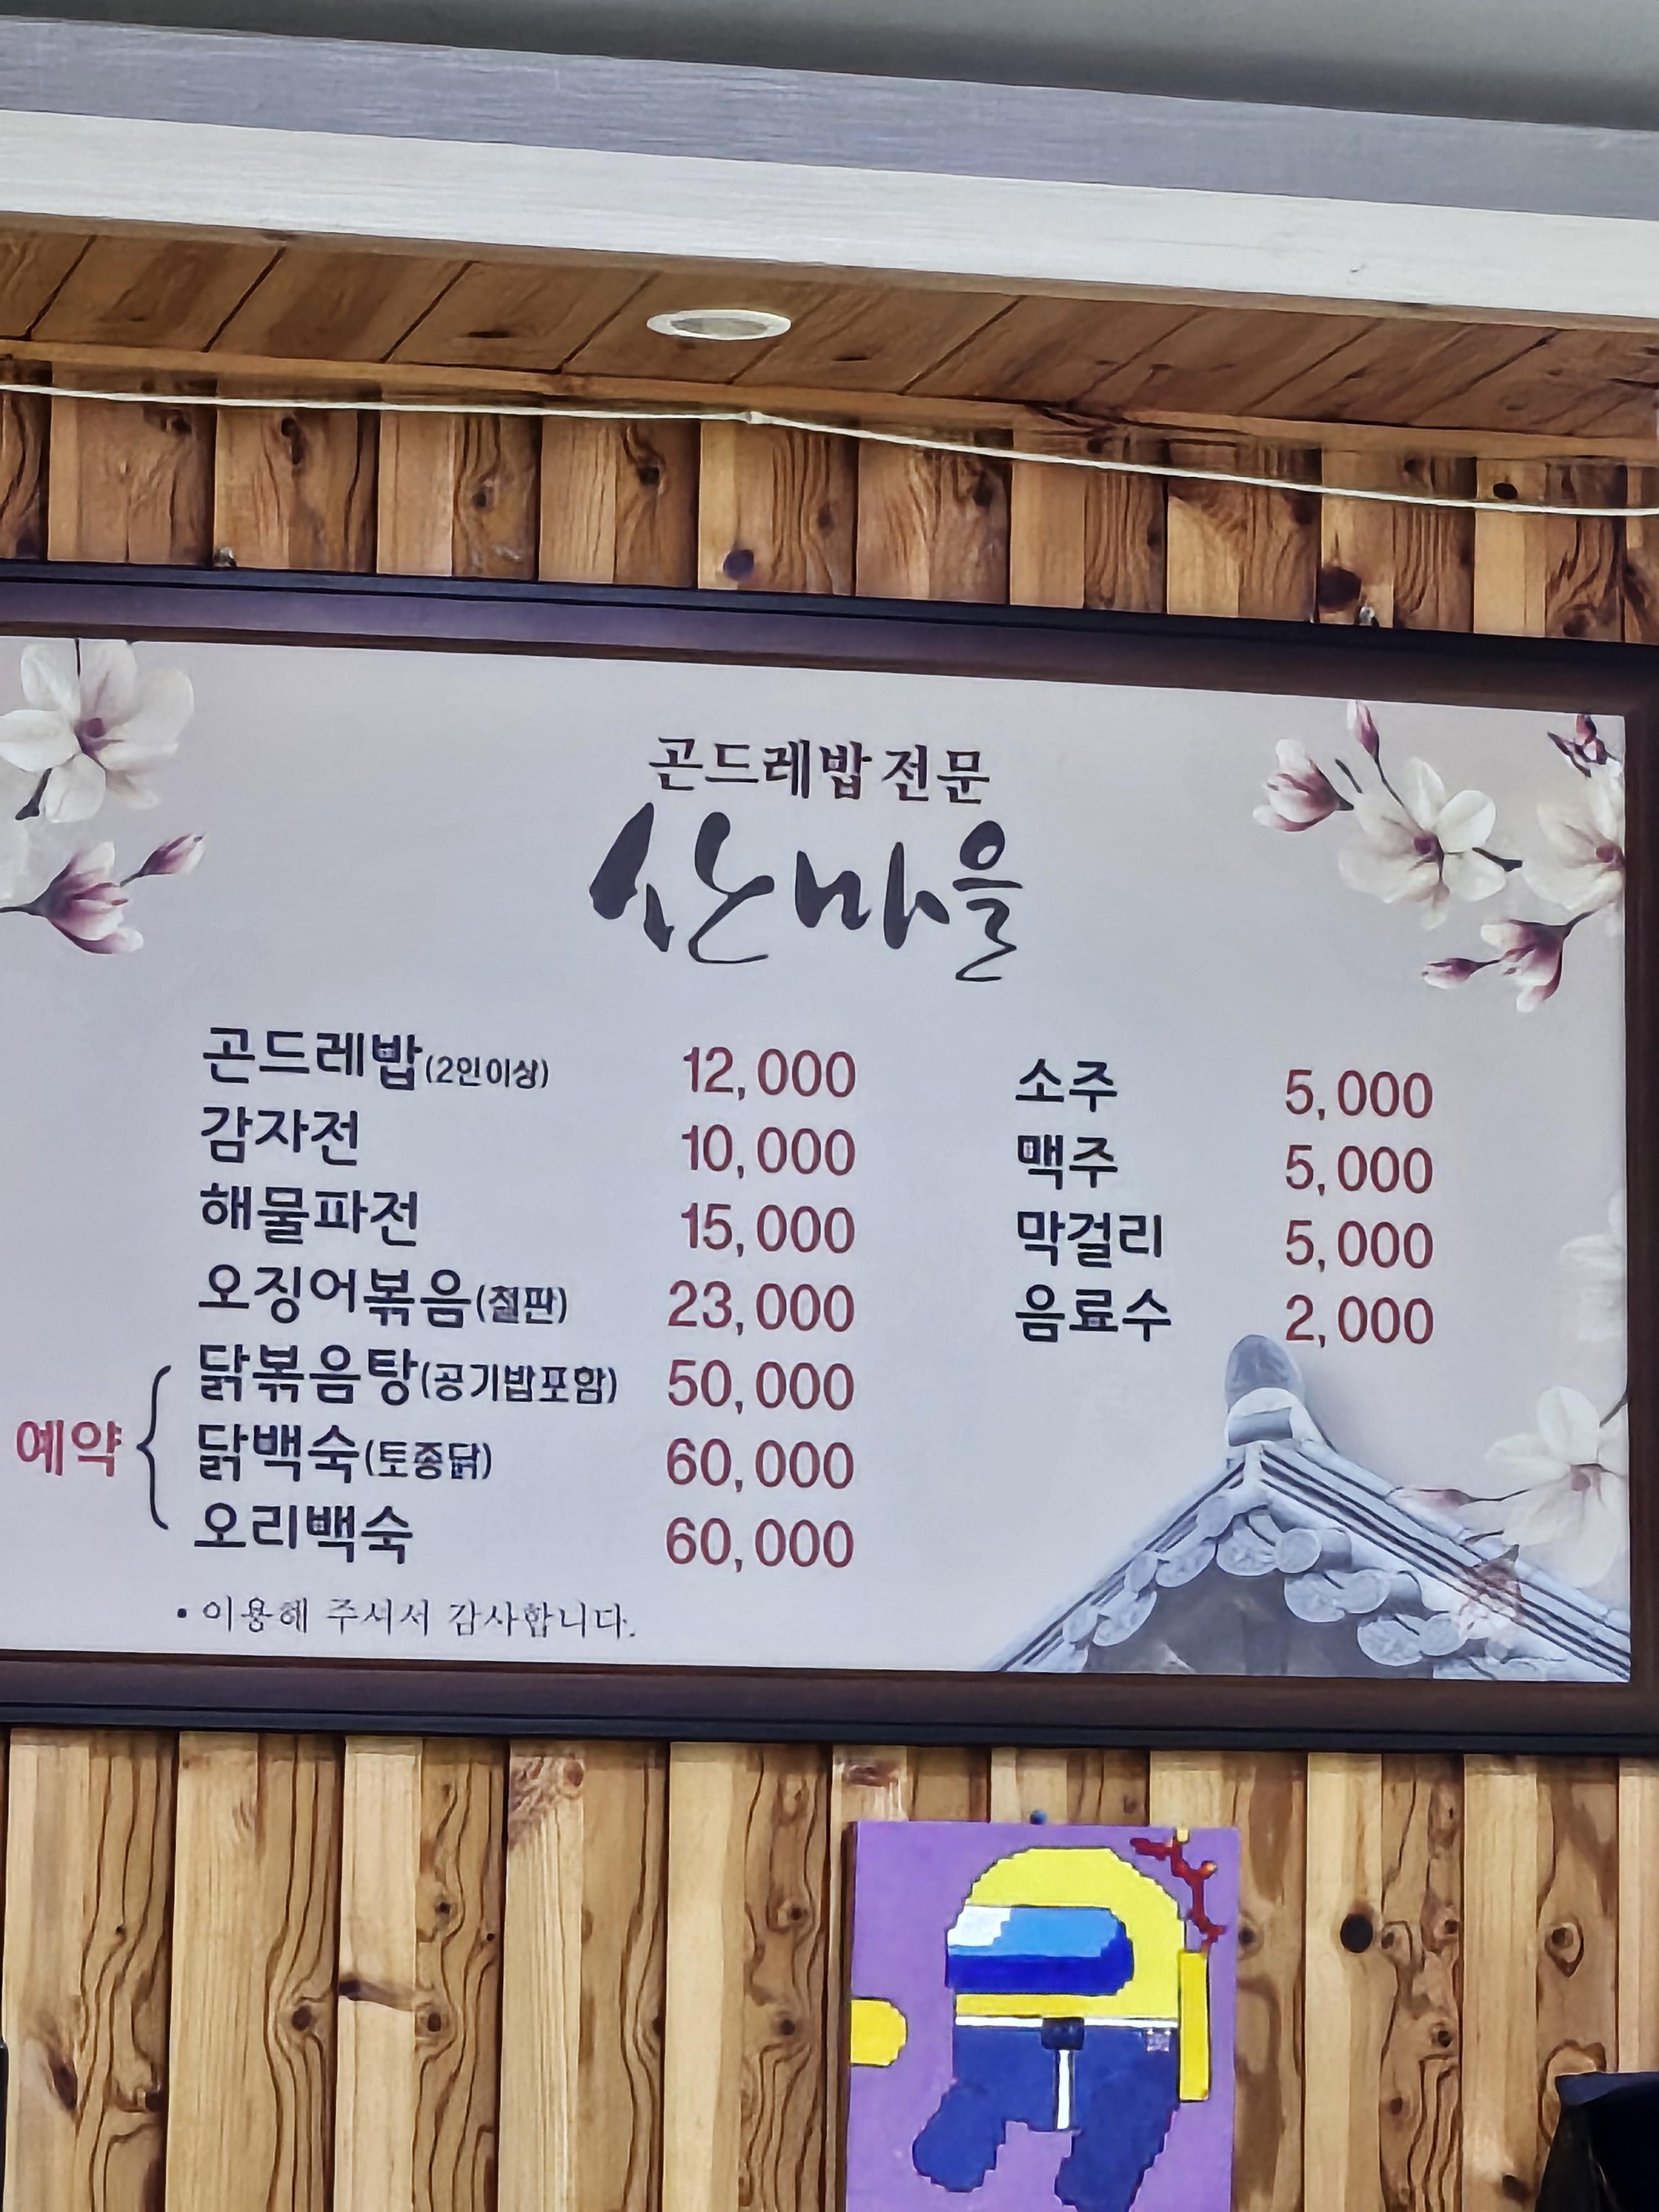 곤드레밥 전문
산마을
곤드레밥(2인이상) 12,000
감자전 10,000
해물파전 15,000
오징어볶음(철판) 23,000
예약
닭볶음탕(공기밥포함) 50,000
닭백숙(토종닭) 60,000
오리백숙 60,000
소주 5,000
맥주 5,000
막걸리 5,000
음료수 2,000
• 이용해 주셔서 감사합니다.